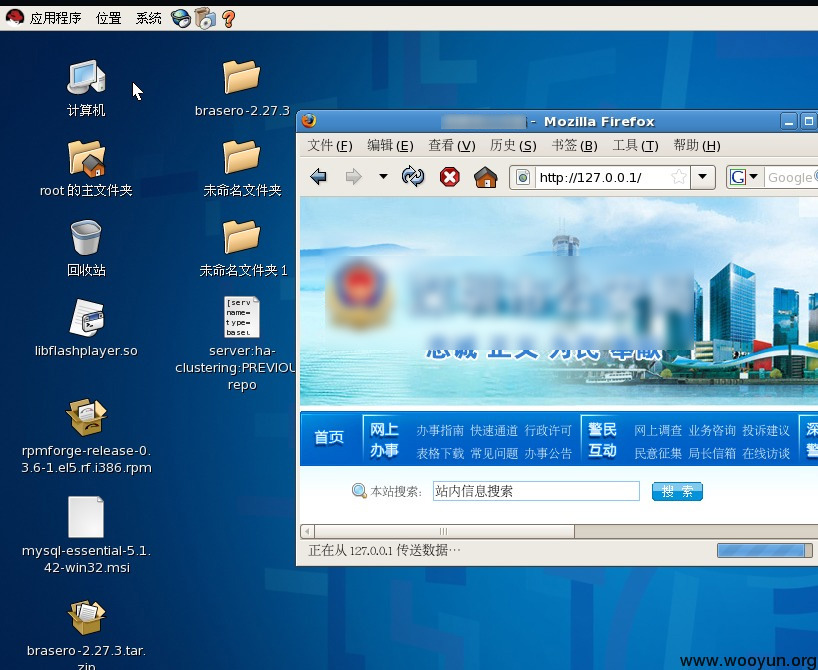 应用程序 位置 系统
计算机
brasero-2.27.3
root 的主文件夹
未命名文件夹
回收站
未命名文件夹 1
libflashplayer.so
[serv
name=
type=
baseu
server:ha-
clustering:PREVIOU
repo
rpmforge-release-0.
3.6-1.el5.rf.i386.rpm
mysql-essential-5.1.
42-win32.msi
brasero-2.27.3.tar.
zip
- Mozilla Firefox
文件 (F) 编辑 (E) 查看 (V) 历史 (S) 书签 (B) 工具 (T) 帮助 (H)
http://127.0.0.1/
G Google
忠诚 正义 为民 奉献
首页
网上
办事
办事指南 快速通道 行政许可
表格下载 常见问题 办事公告
警民
互动
网上调查 业务咨询 投诉建议
民意征集 局长信箱 在线访谈
深
警
本站搜索:
站内信息搜索
搜 索
正在从 127.0.0.1 传送数据…
www.wooyun.org